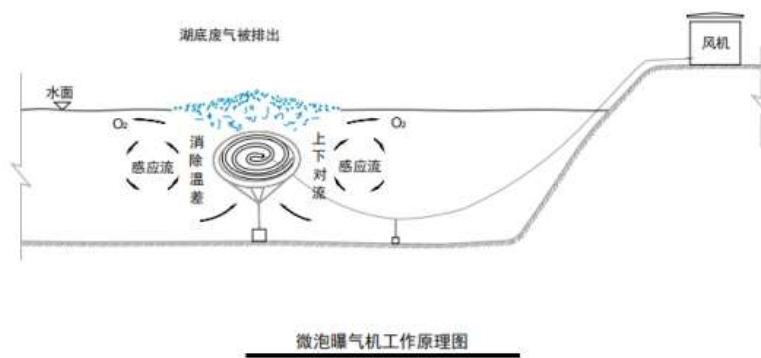 湖底废气被排出
风机
水面
O₂
O₂
消除温差
上下对流
感应流
感应流
微泡曝气机工作原理图